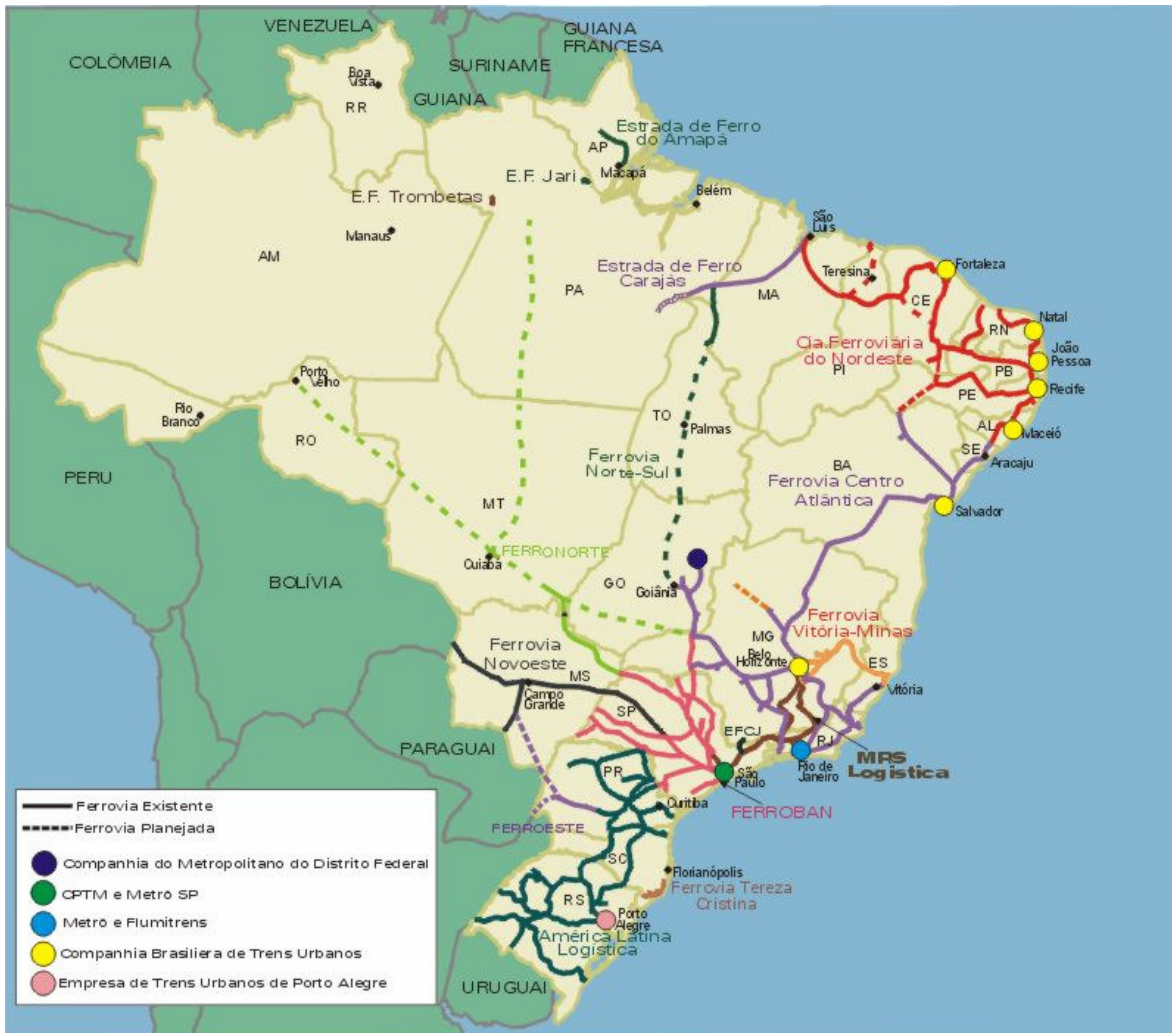 VENEZUELA
GUIANA
FRANCESA
COLÔMBIA
SURINAME
Boa
Vista
RR
GUIANA
Estrada de Ferro
do Amapá
AP
Macapá
E.F. Jari
E.F. Trombetas
Belém
Manaus
São
Luís
AM
Estrada de Ferro
Carajás
PA
MA
Teresina
Fortaleza
CE
RN
Natal
Cia.Ferroviária
do Nordeste
João
Pessoa
PB
PI
PE
Recife
Porto
Velho
Rio
Branco
RO
TO
Palmas
AL
Maceió
SE
Aracaju
PERU
Ferrovia
Norte-Sul
BA
Ferrovia Centro
Atlântica
Salvador
MT
Cuiabá
FERRONORTE
BOLÍVIA
GO
Goiânia
Ferrovia
Vitória-Minas
MG
Belo
Horizonte
ES
Vitória
Ferrovia
Novoeste
MS
Campo
Grande
SP
EFCJ
RJ
MRS
Logística
PARAGUAI
PR
São
Paulo
Rio de
Janeiro
FERROBAN
Curitiba
FERROESTE
SC
Florianópolis
Ferrovia Tereza
Cristina
RS
Porto
Alegre
América Latina
Logística
URUGUAI
Ferrovia Existente
Ferrovia Planejada
Companhia do Metropolitano do Distrito Federal
CPTM e Metrô SP
Metrô e Flumitrens
Companhia Brasiliera de Trens Urbanos
Empresa de Trens Urbanos de Porto Alegre